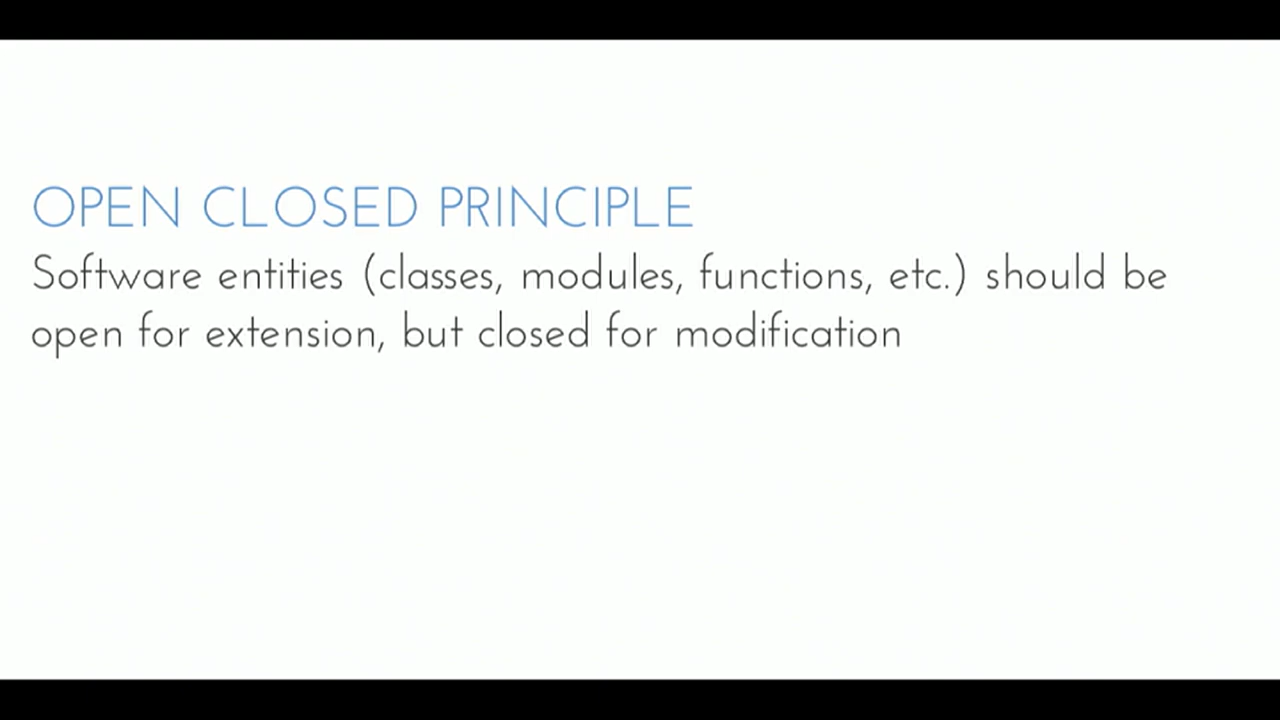 OPEN CLOSED PRINCIPLE
Software entities (classes, modules, functions, etc.) should be
open for extension, but closed for modification